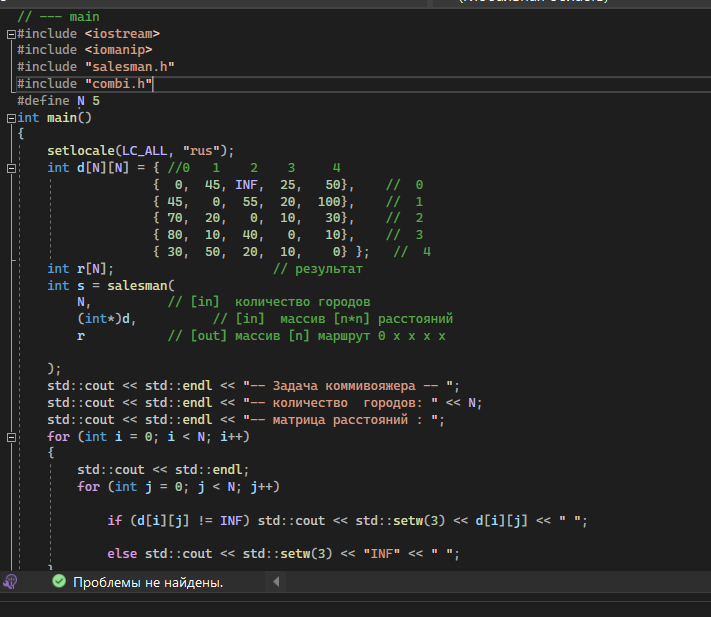 // --- main
#include <iostream>
#include <iomanip>
#include "salesman.h"
#include "combi.h"
#define N 5
int main()
{
    setlocale(LC_ALL, "rus");
    int d[N][N] = { //0   1    2    3     4
                  {  0,  45, INF,  25,   50},    //  0
                  { 45,   0,  55,  20,  100},    //  1
                  { 70,  20,   0,  10,   30},    //  2
                  { 80,  10,  40,   0,   10},    //  3
                  { 30,  50,  20,  10,    0} };   //  4
    int r[N];                     // результат
    int s = salesman(
        N,          // [in]  количество городов
        (int*)d,          // [in]  массив [n*n] расстояний
        r           // [out] массив [n] маршрут 0 x x x x
    );
    std::cout << std::endl << "-- Задача коммивояжера -- ";
    std::cout << std::endl << "-- количество  городов: " << N;
    std::cout << std::endl << "-- матрица расстояний : ";
    for (int i = 0; i < N; i++)
    {
        std::cout << std::endl;
        for (int j = 0; j < N; j++)
            if (d[i][j] != INF) std::cout << std::setw(3) << d[i][j] << " ";
            else std::cout << std::setw(3) << "INF" << " ";
Проблемы не найдены.